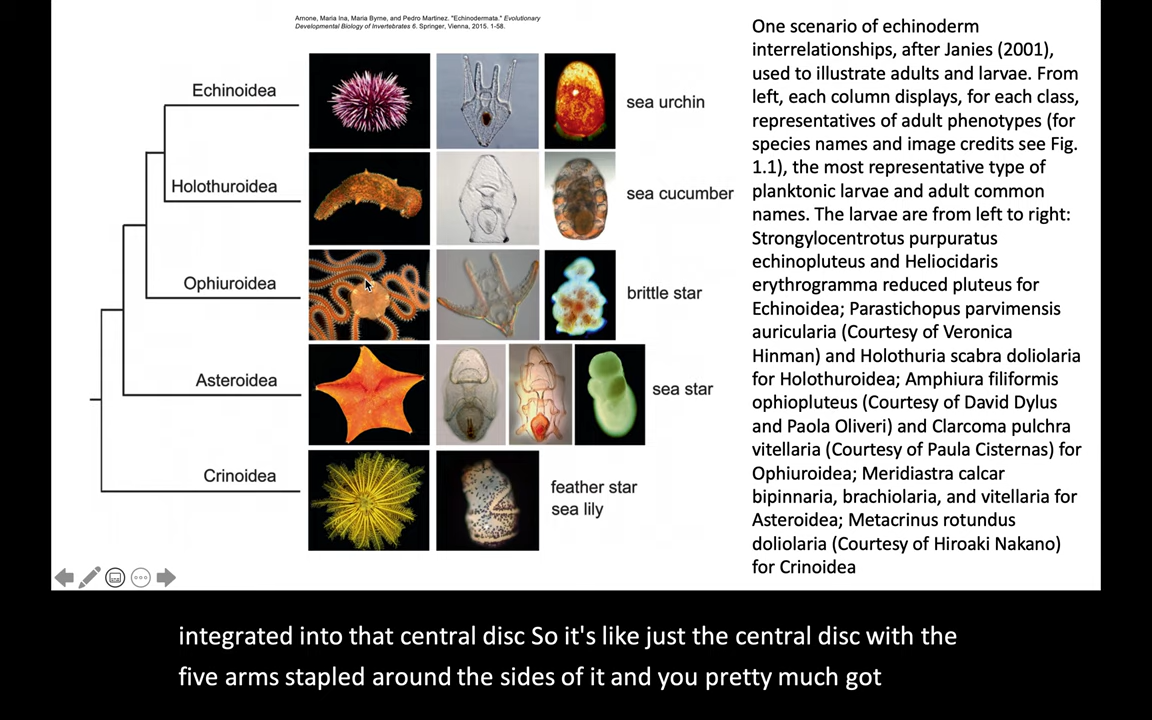 Arnone, Maria Ina, Maria Byrne, and Pedro Martinez. "Echinodermata." Evolutionary
Developmental Biology of Invertebrates 6. Springer, Vienna, 2015. 1-58.
Echinoidea
sea urchin
Holothuroidea
sea cucumber
Ophiuroidea
brittle star
Asteroidea
sea star
Crinoidea
feather star
sea lily
One scenario of echinoderm
interrelationships, after Janies (2001),
used to illustrate adults and larvae. From
left, each column displays, for each class,
representatives of adult phenotypes (for
species names and image credits see Fig.
1.1), the most representative type of
planktonic larvae and adult common
names. The larvae are from left to right:
Strongylocentrotus purpuratus
echinopluteus and Heliocidaris
erythrogramma reduced pluteus for
Echinoidea; Parastichopus parvimensis
auricularia (Courtesy of Veronica
Hinman) and Holothuria scabra doliolaria
for Holothuroidea; Amphiura filiformis
ophiopluteus (Courtesy of David Dylus
and Paola Oliveri) and Clarcoma pulchra
vitellaria (Courtesy of Paula Cisternas) for
Ophiuroidea; Meridiastra calcar
bipinnaria, brachiolaria, and vitellaria for
Asteroidea; Metacrinus rotundus
doliolaria (Courtesy of Hiroaki Nakano)
for Crinoidea
integrated into that central disc So it's like just the central disc with the
five arms stapled around the sides of it and you pretty much got